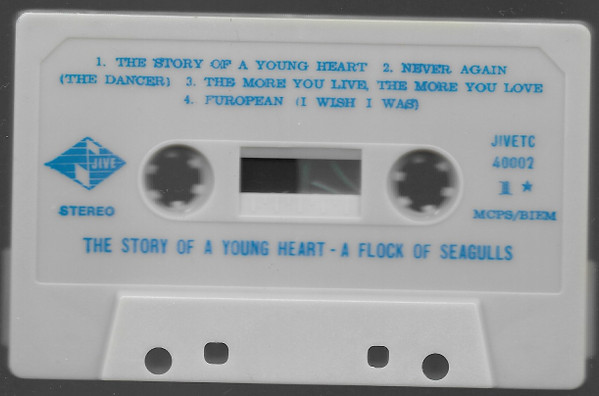 1. THE STORY OF A YOUNG HEART 2. NEVER AGAIN
(THE DANCER) 3. THE MORE YOU LIVE, THE MORE YOU LOVE
4. EUROPEAN (I WISH I WAS)
JIVE
STEREO
JIVETC
40002
1 ★
MCPS/BIEM
THE STORY OF A YOUNG HEART - A FLOCK OF SEAGULLS